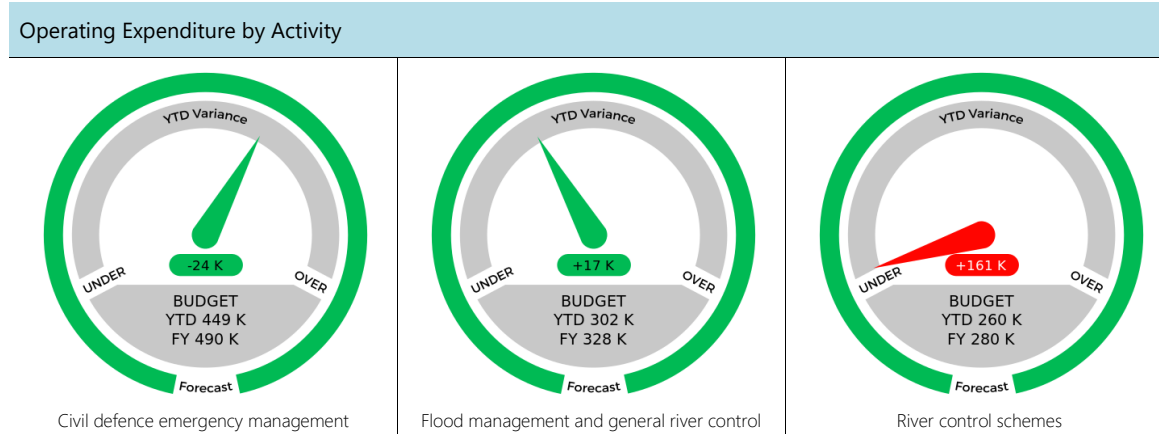 Operating Expenditure by Activity
YTD Variance
-24 K
UNDER
OVER
BUDGET
YTD 449 K
FY 490 K
Forecast
Civil defence emergency management
YTD Variance
+17 K
UNDER
OVER
BUDGET
YTD 302 K
FY 328 K
Forecast
Flood management and general river control
YTD Variance
+161 K
UNDER
OVER
BUDGET
YTD 260 K
FY 280 K
Forecast
River control schemes